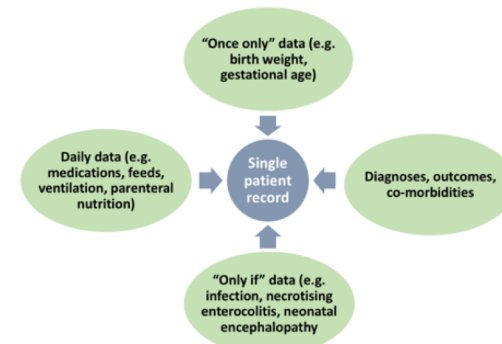 “Once only” data (e.g.
birth weight,
gestational age)
Daily data (e.g.
medications, feeds,
ventilation, parenteral
nutrition)
Single
patient
record
Diagnoses, outcomes,
co-morbidities
“Only if” data (e.g.
infection, necrotising
enterocolitis, neonatal
encephalopathy